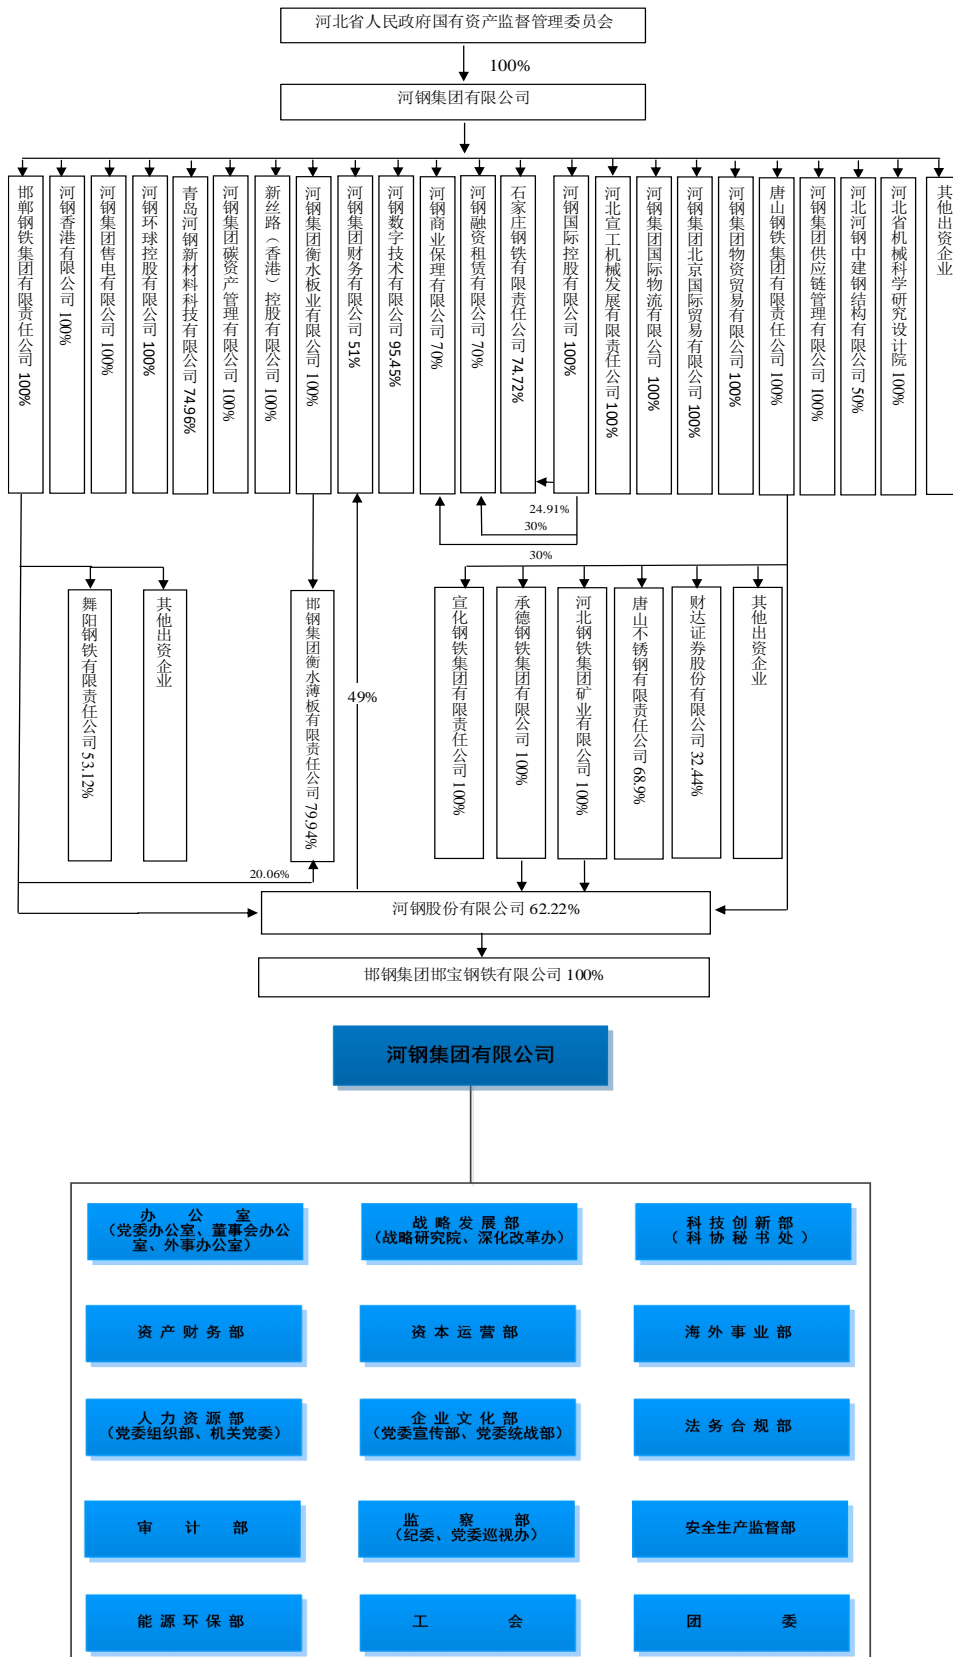 河北省人民政府国有资产监督管理委员会
100%
河钢集团有限公司
邯郸钢铁集团有限责任公司 100%
河钢香港有限公司 100%
河钢集团售电有限公司 100%
河钢环球控股有限公司 100%
青岛河钢新材料科技有限公司 74.96%
河钢集团碳资产管理有限公司 100%
新丝路（香港）控股有限公司 100%
河钢集团衡水板业有限公司 100%
河钢集团财务有限公司 51%
河钢数字技术有限公司 95.45%
河钢商业保理有限公司 70%
河钢融资租赁有限公司 70%
石家庄钢铁有限责任公司 74.72%
河钢国际控股有限公司 100%
河北宣工机械发展有限责任公司 100%
河钢集团国际物流有限公司 100%
河钢集团北京国际贸易有限公司 100%
河钢集团物资贸易有限公司 100%
唐山钢铁集团有限责任公司 100%
河钢集团供应链管理有限公司 100%
河北河钢中建钢结构有限公司 50%
河北省机械科学研究设计院 100%
其他出资企业
24.91%
30%
30%
舞阳钢铁有限责任公司 53.12%
其他出资企业
邯钢集团衡水薄板有限责任公司 79.94%
49%
宣化钢铁集团有限责任公司 100%
承德钢铁集团有限公司 100%
河北钢铁集团矿业有限公司 100%
唐山不锈钢有限责任公司 68.9%
财达证券股份有限公司 32.44%
其他出资企业
20.06%
河钢股份有限公司 62.22%
邯钢集团邯宝钢铁有限公司 100%
河钢集团有限公司
办公室
（党委办公室、董事会办公
室、外事办公室）
战略发展部
（战略研究院、深化改革办）
科技创新部
（科协秘书处）
资产财务部
资本运营部
海外事业部
人力资源部
（党委组织部、机关党委）
企业文化部
（党委宣传部、党委统战部）
法务合规部
审计部
监察部
（纪委、党委巡视办）
安全生产监督部
能源环保部
工会
团委